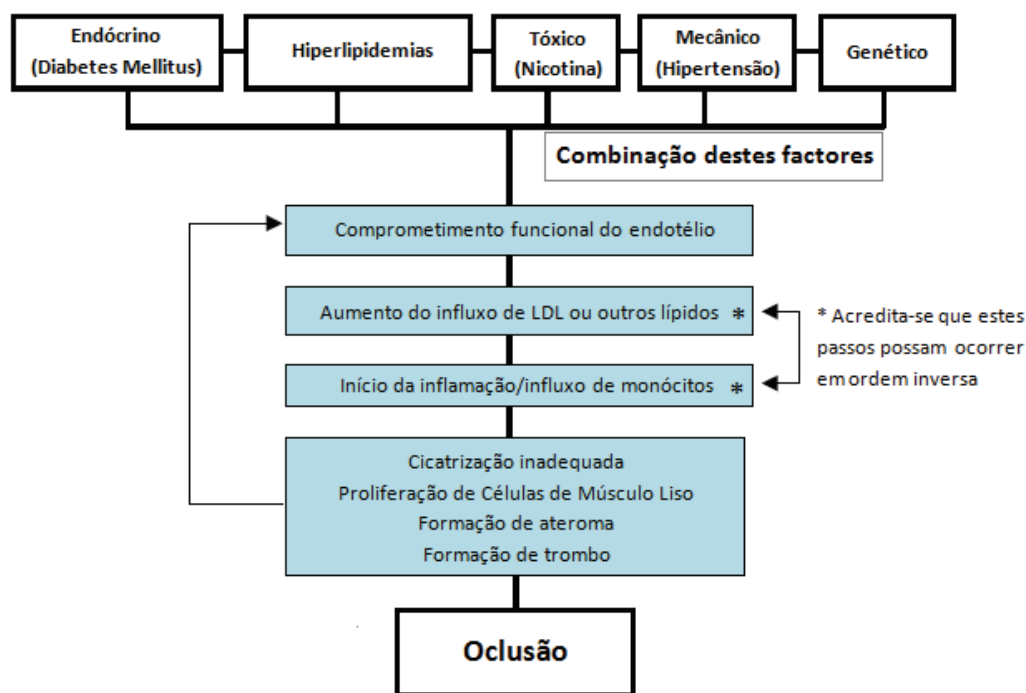 Endócrino
(Diabetes Mellitus)
Hiperlipidemias
Tóxico
(Nicotina)
Mecânico
(Hipertensão)
Genético
Combinação destes factores
Comprometimento funcional do endotélio
Aumento do influxo de LDL ou outros lípidos *
Início da inflamação/influxo de monócitos *
* Acredita-se que estes
passos possam ocorrer
em ordem inversa
Cicatrização inadequada
Proliferação de Células de Músculo Liso
Formação de ateroma
Formação de trombo
Oclusão